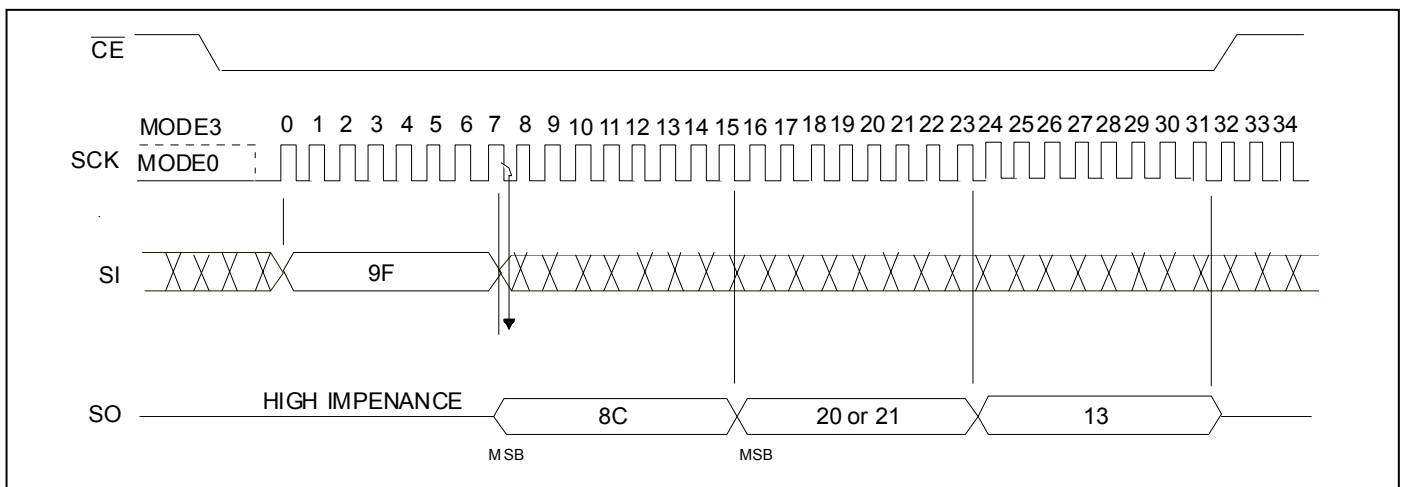 CE
MODE3 0 1 2 3 4 5 6 7 8 9 10 11 12 13 14 15 16 17 18 19 20 21 22 23 24 25 26 27 28 29 30 31 32 33 34
SCK MODE0
SI 9F
HIGH IMPENANCE
SO 8C 20 or 21 13
MSB MSB